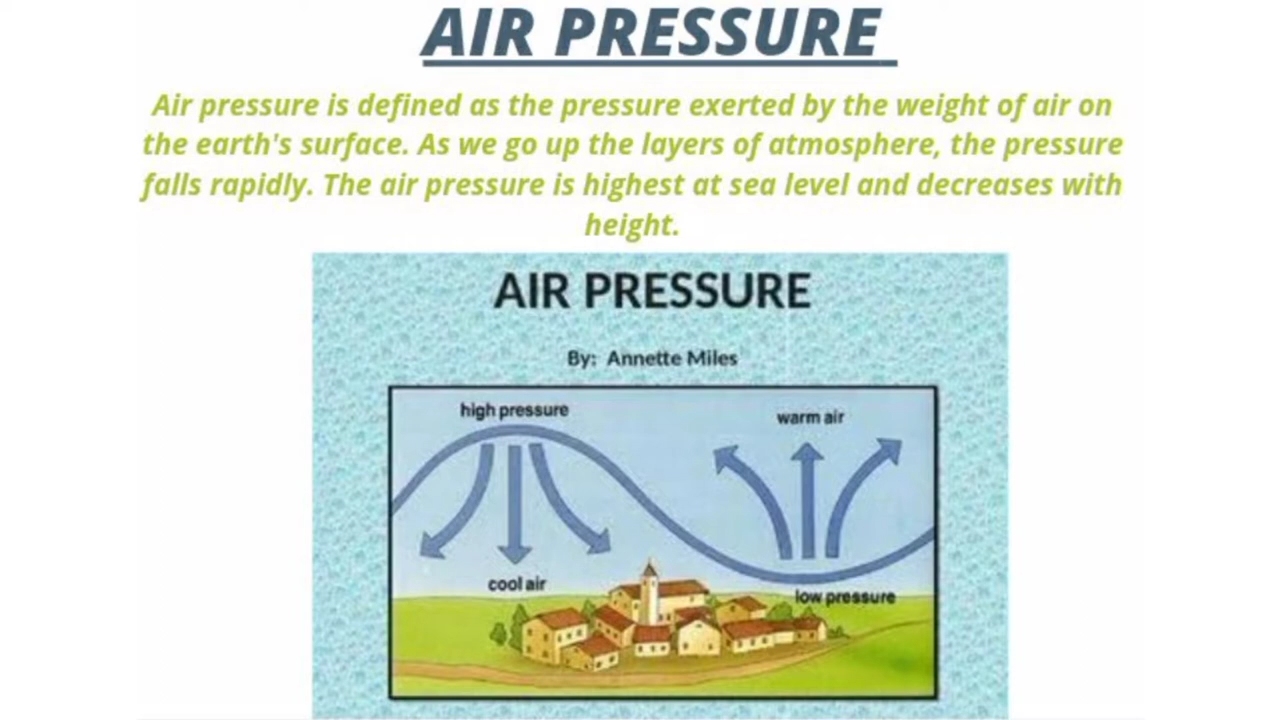 AIR PRESSURE
Air pressure is defined as the pressure exerted by the weight of air on
the earth's surface. As we go up the layers of atmosphere, the pressure
falls rapidly. The air pressure is highest at sea level and decreases with
height.
AIR PRESSURE
By: Annette Miles
high pressure
warm air
cool air
low pressure